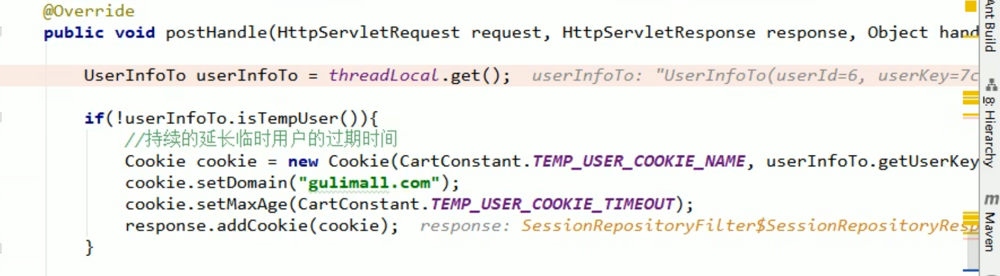 @Override
public void postHandle(HttpServletRequest request, HttpServletResponse response, Object hand
UserInfoTo userInfoTo = threadLocal.get(); userInfoTo: "UserInfoTo(userId=6, userKey=7c
if(!userInfoTo.isTempUser()){
//持续的延长临时用户的过期时间
Cookie cookie = new Cookie(CartConstant.TEMP_USER_COOKIE_NAME, userInfoTo.getUserKey
cookie.setDomain("gulimall.com");
cookie.setMaxAge(CartConstant.TEMP_USER_COOKIE_TIMEOUT);
response.addCookie(cookie); response: SessionRepositoryFilter$SessionRepositoryResp
}
Ant Build
8: Hierarchy
m Maven